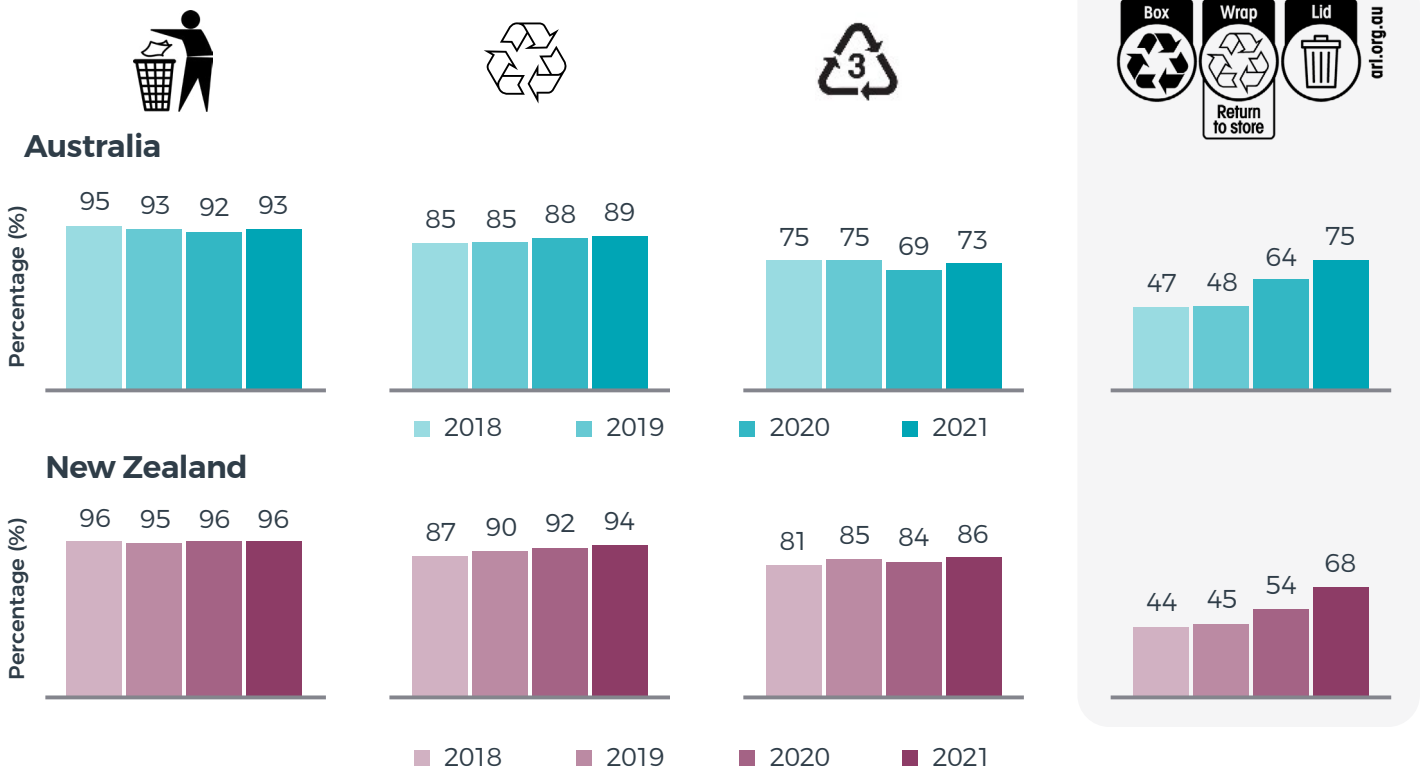 Box Wrap Lid
arl.org.au
3
Return
to store
Australia
Percentage (%)
95 93 92 93
85 85 88 89
75 75 69 73
47 48 64 75
2018 2019 2020 2021
New Zealand
Percentage (%)
96 95 96 96
87 90 92 94
81 85 84 86
44 45 54 68
2018 2019 2020 2021